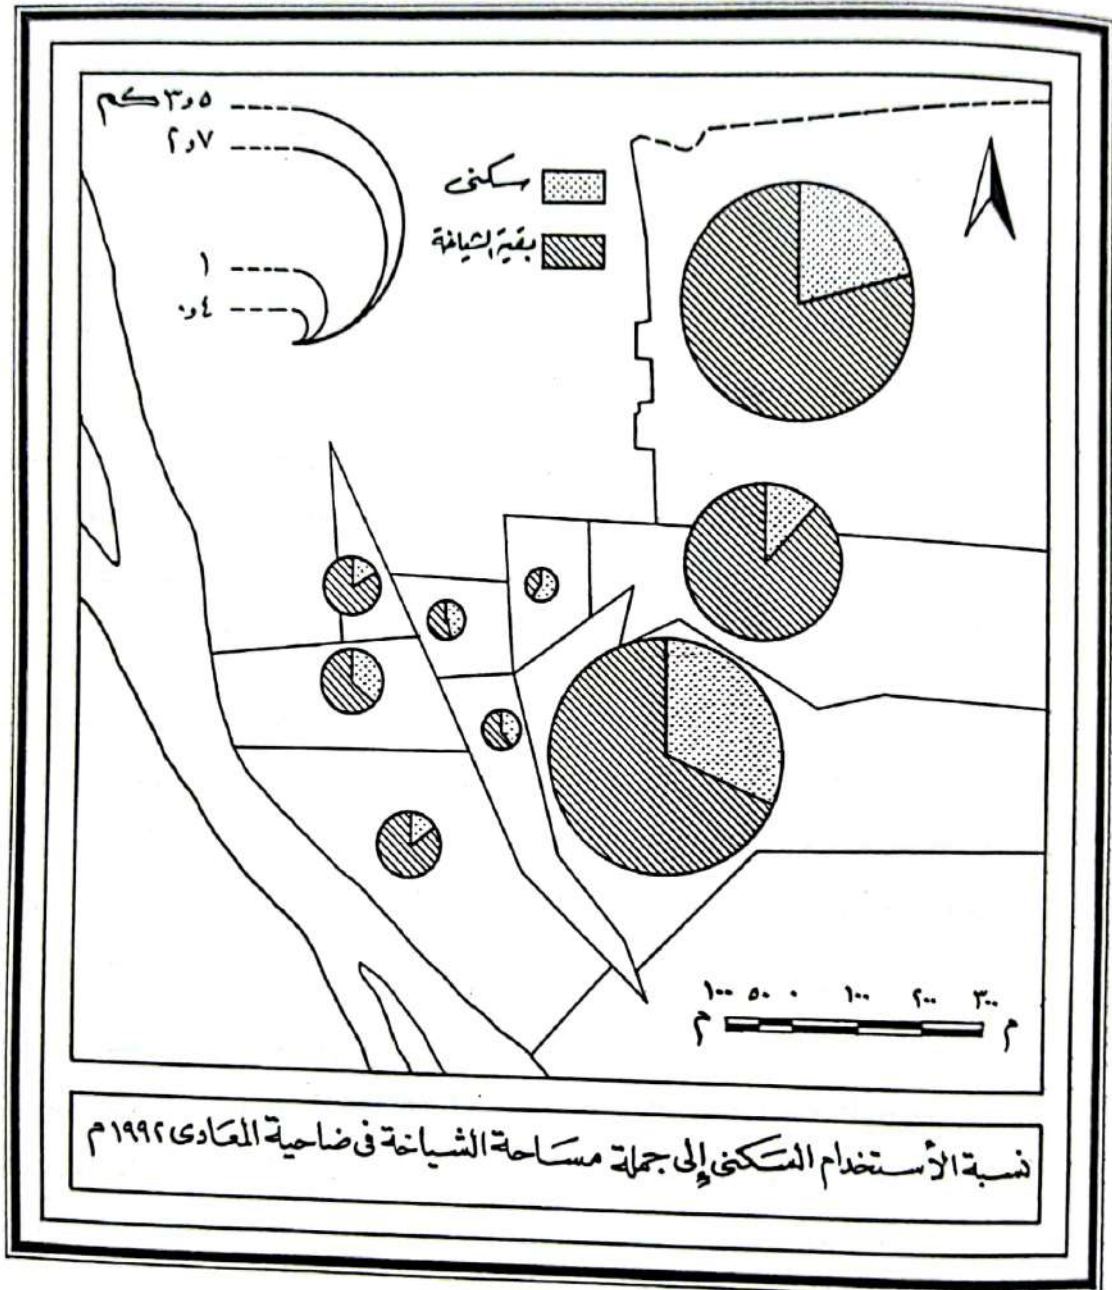 ٣٫٥ كم
٢٫٧
١
٠٫٤
سكنى
بقية الشياخة
١٠٠ ٥٠ ٠ ١٠٠ ٢٠٠ ٣٠٠
م م
نسبة الأستخدام السكنى إلى جملة مساحة الشياخة فى ضاحية المعادى ١٩٩٢م